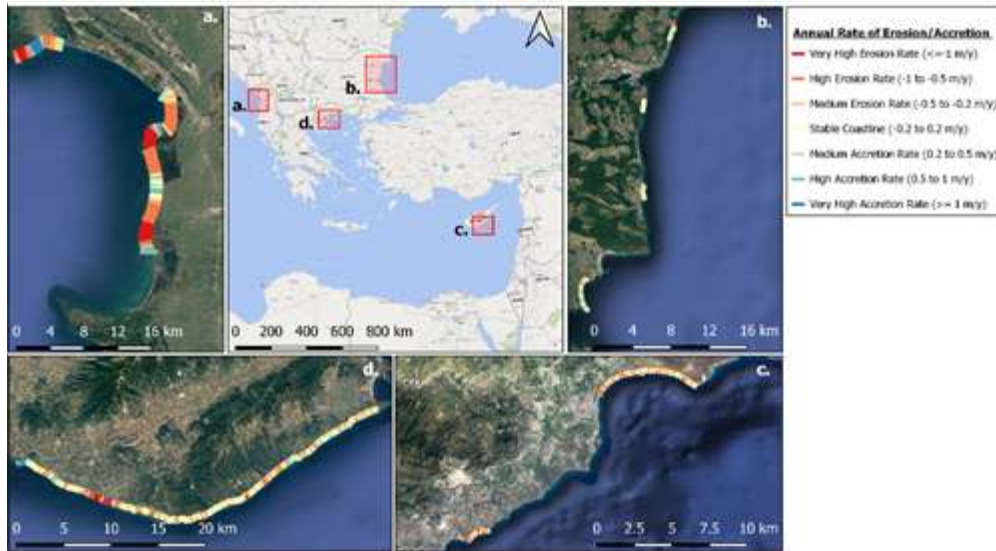 a.
b.
Annual Rate of Erosion/Accretion
Very High Erosion Rate (<=-1 m/y)
High Erosion Rate (-1 to -0.5 m/y)
Medium Erosion Rate (-0.5 to -0.2 m/y)
Stable Coastline (-0.2 to 0.2 m/y)
Medium Accretion Rate (0.2 to 0.5 m/y)
High Accretion Rate (0.5 to 1 m/y)
Very High Accretion Rate (>= 1 m/y)
a.
b.
d.
c.
0 4 8 12 16 km
0 200 400 600 800 km
0 4 8 12 16 km
d.
c.
0 5 10 15 20 km
0 2.5 5 7.5 10 km